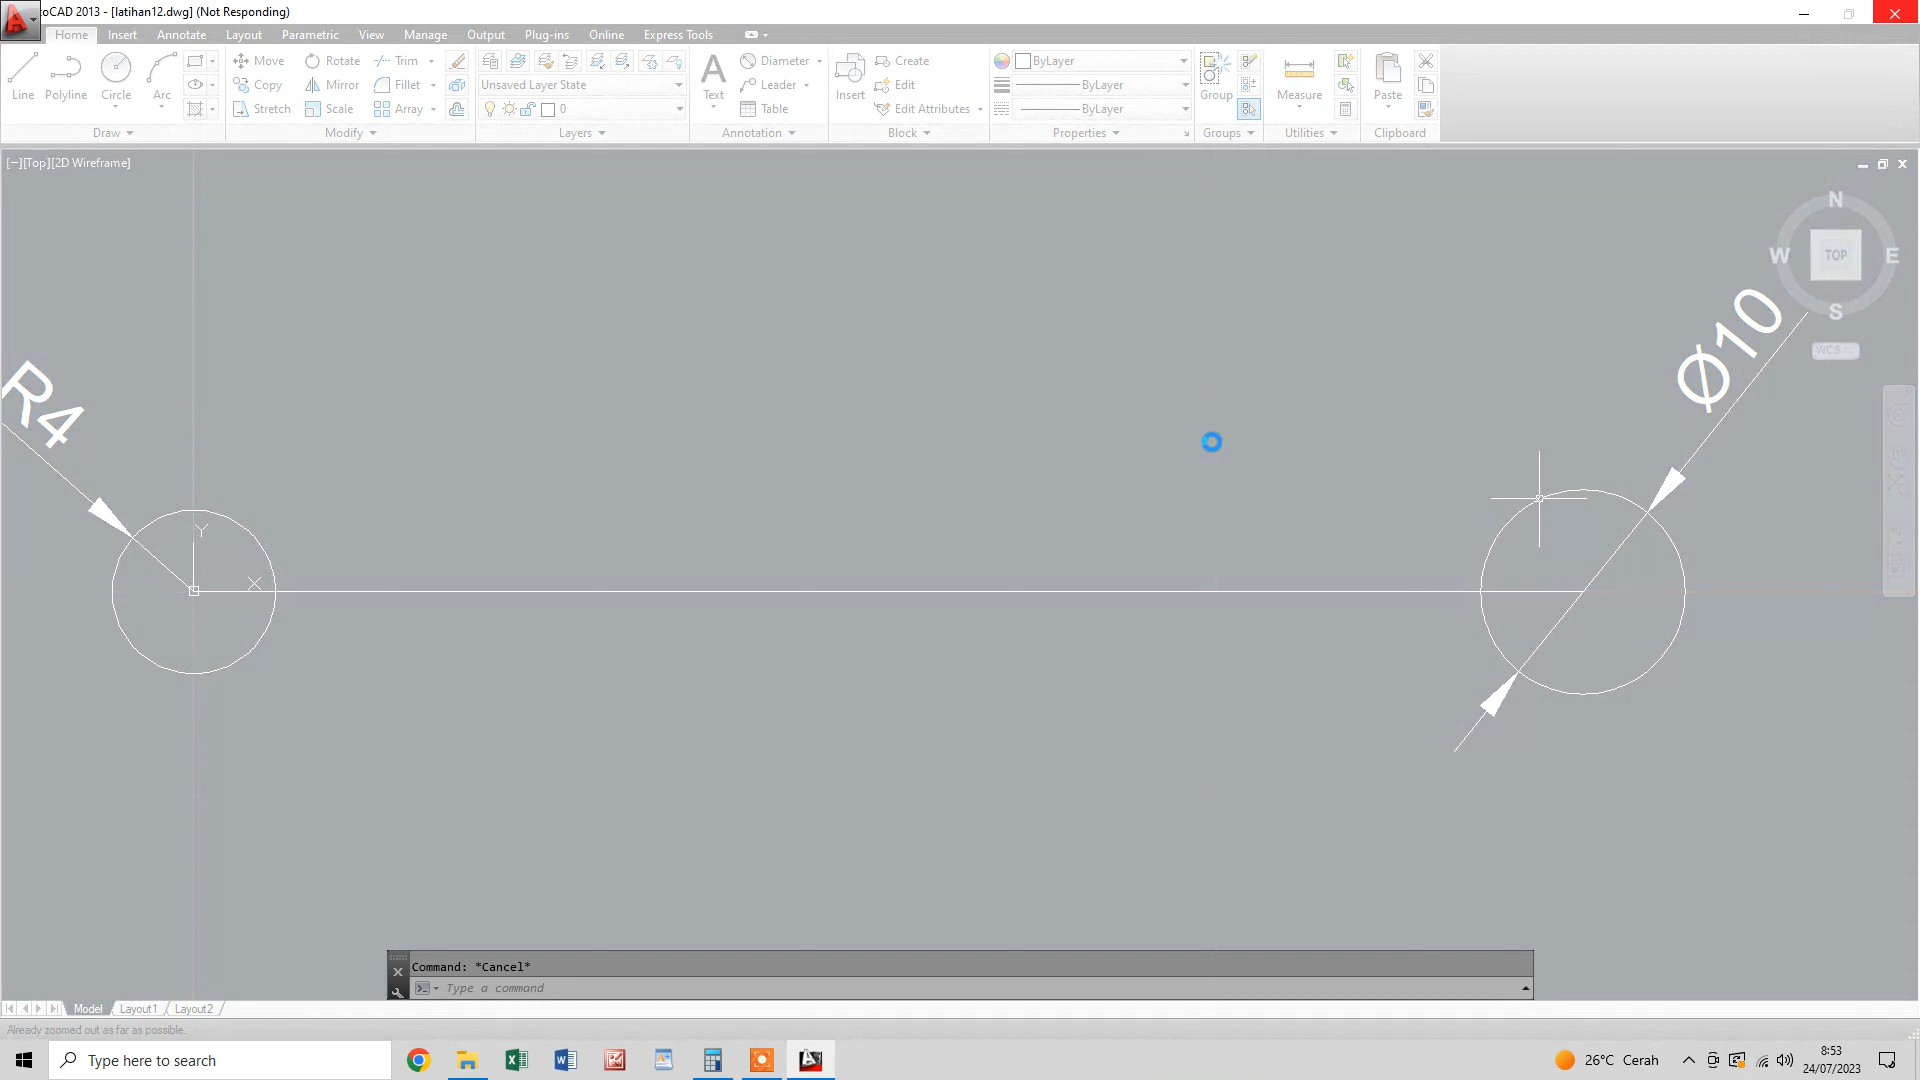 toCAD 2013 - [latihan12.dwg] (Not Responding)
Home Insert Annotate Layout Parametric View Manage Output Plug-ins Online Express Tools
Line Polyline Circle Arc
Move Rotate Trim
Copy Mirror Fillet
Stretch Scale Array
Unsaved Layer State
0
Text
Diameter
Leader
Table
Insert
Create
Edit
Edit Attributes
ByLayer
ByLayer
ByLayer
Group
Measure
Paste
Draw Modify Layers Annotation Block Properties Groups Utilities Clipboard
[−][Top][2D Wireframe]
N
W TOP E
S
WCS
Ø10
R4
Y
X
Command: *Cancel*
Type a command
Model Layout1 Layout2
Already zoomed out as far as possible.
Type here to search
26°C Cerah
8:53
24/07/2023